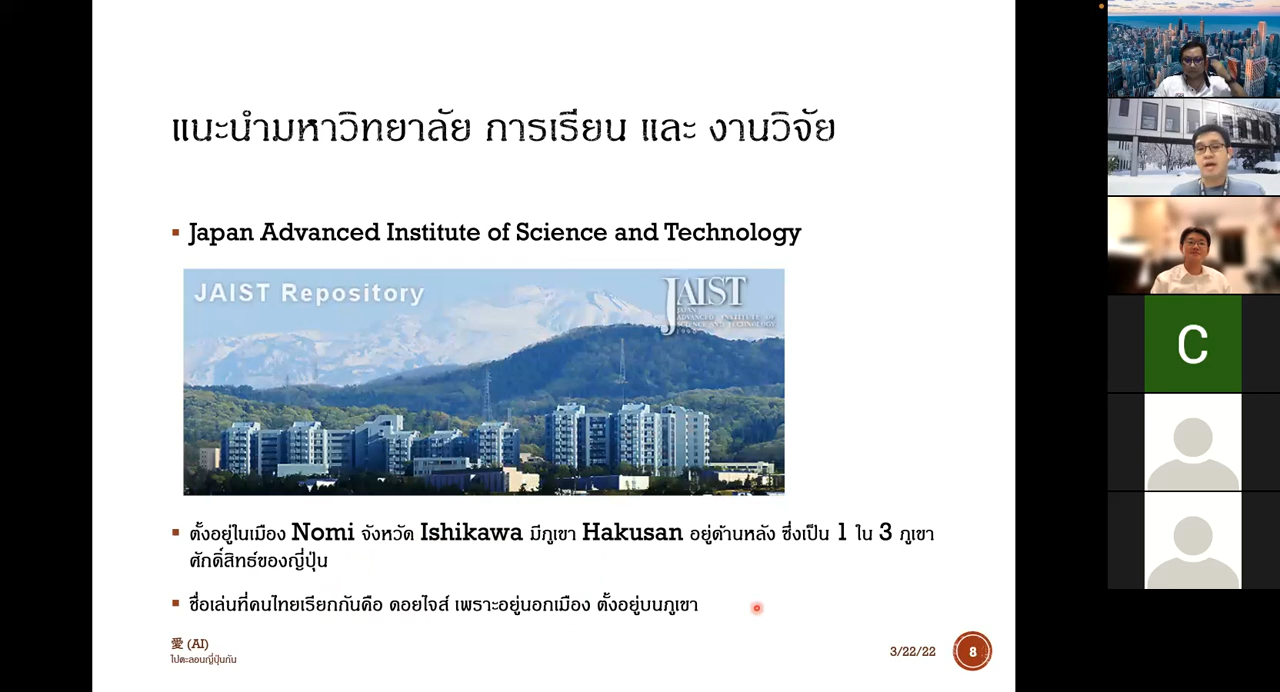 แนะนำมหาวิทยาลัย การเรียน และ งานวิจัย
Japan Advanced Institute of Science and Technology
JAIST Repository
JAIST
JAPAN
ADVANCED INSTITUTE OF
SCIENCE AND TECHNOLOGY
1990
ตั้งอยู่ในเมือง Nomi จังหวัด Ishikawa มีภูเขา Hakusan อยู่ด้านหลัง ซึ่งเป็น 1 ใน 3 ภูเขา
ศักดิ์สิทธ์ของญี่ปุ่น
ชื่อเล่นที่คนไทยเรียกกันคือ ดอยไจส์ เพราะอยู่นอกเมือง ตั้งอยู่บนภูเขา
愛 (AI)
ไปตะลอนญี่ปุ่นกัน
3/22/22
8
C